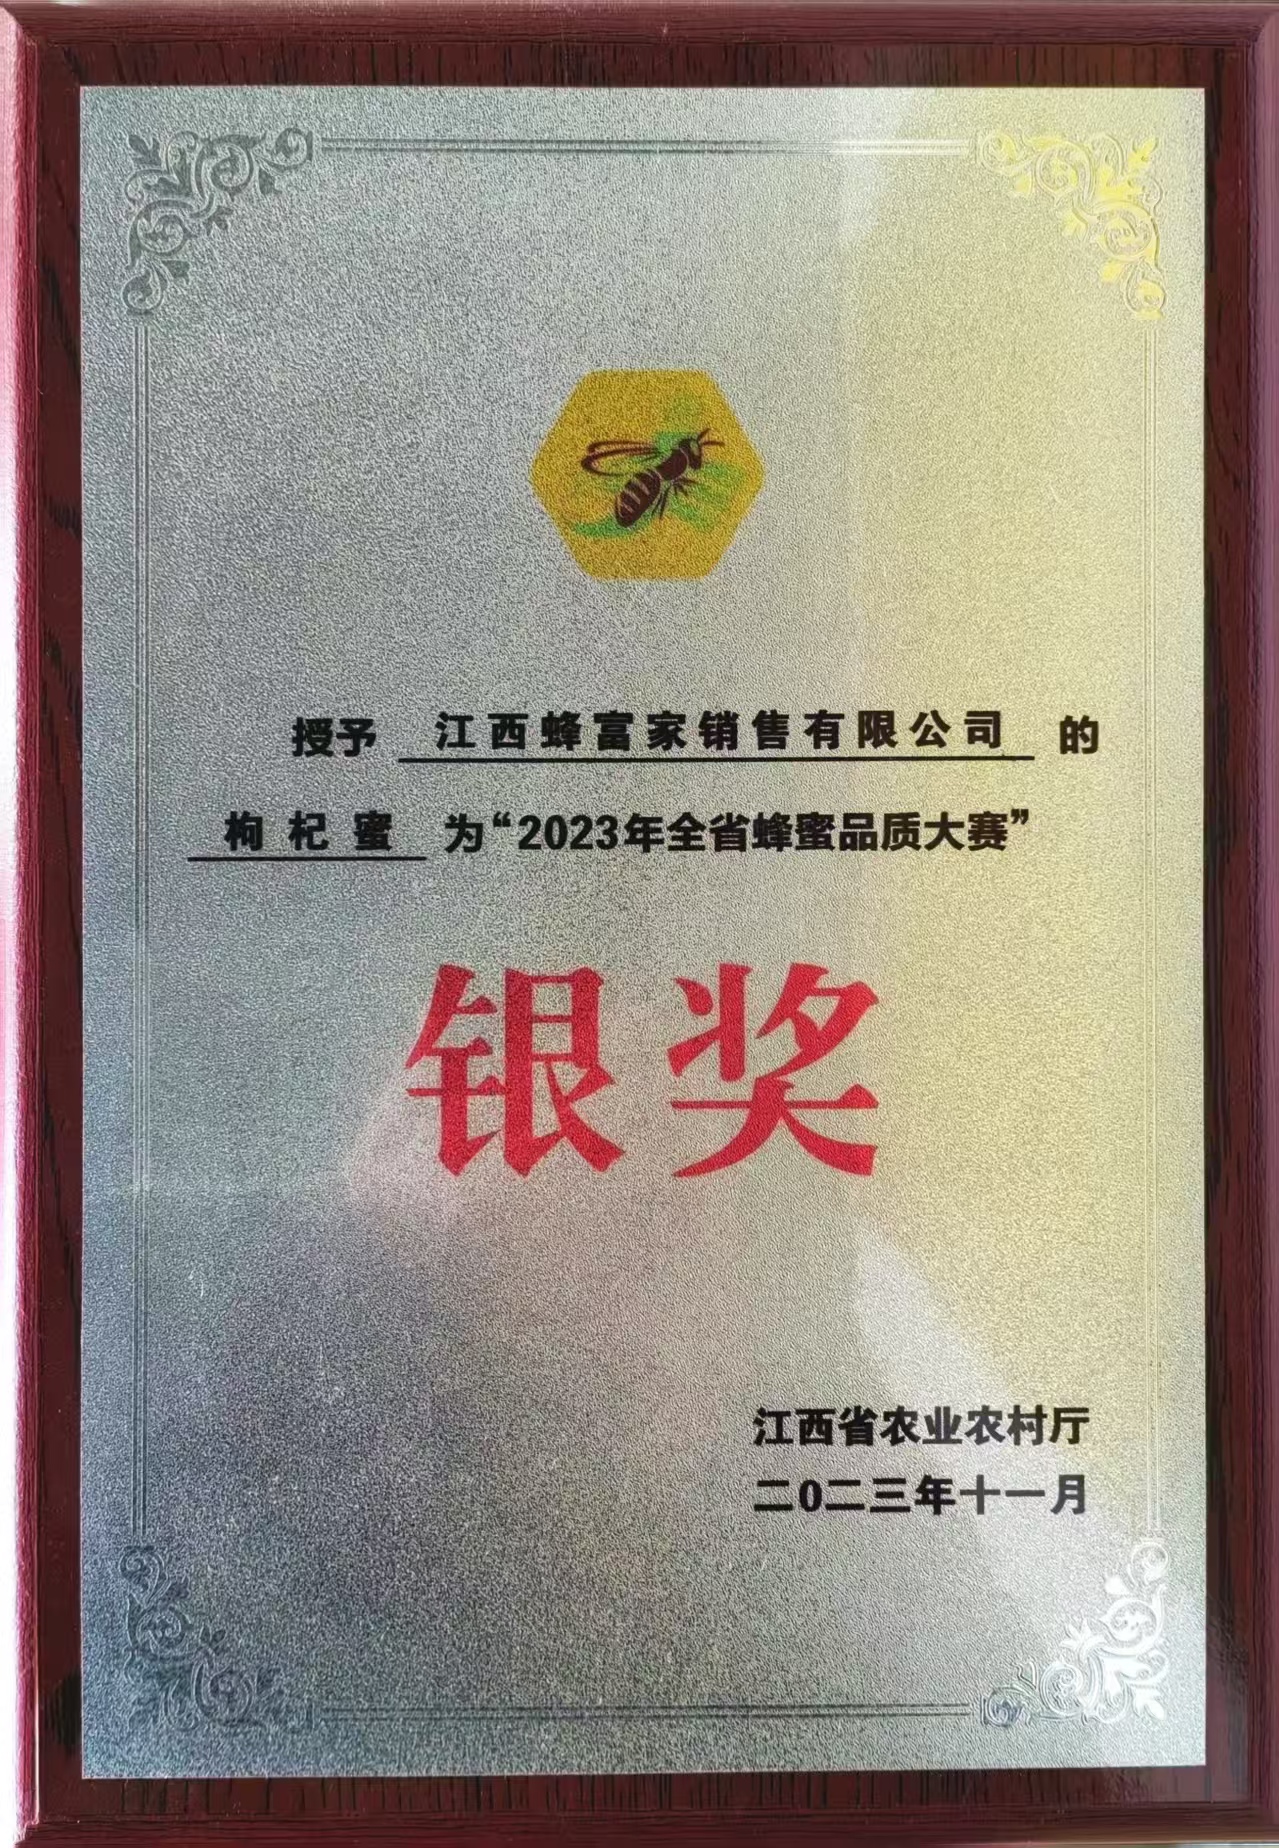 授予 江西蜂富家销售有限公司 的
枸杞蜜 为“2023年全省蜂蜜品质大赛”
银奖
江西省农业农村厅
二0二三年十一月